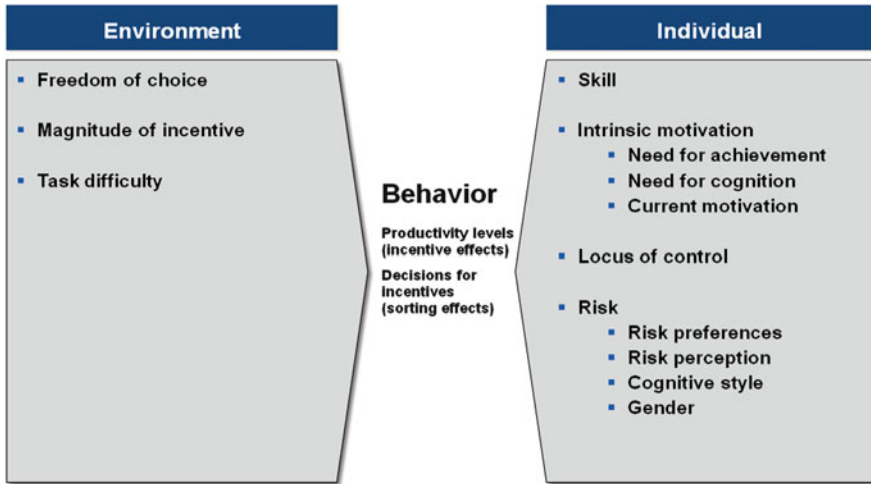 Environment
Freedom of choice
Magnitude of incentive
Task difficulty
Behavior
Productivity levels
(incentive effects)
Decisions for
incentives
(sorting effects)
Individual
Skill
Intrinsic motivation
Need for achievement
Need for cognition
Current motivation
Locus of control
Risk
Risk preferences
Risk perception
Cognitive style
Gender